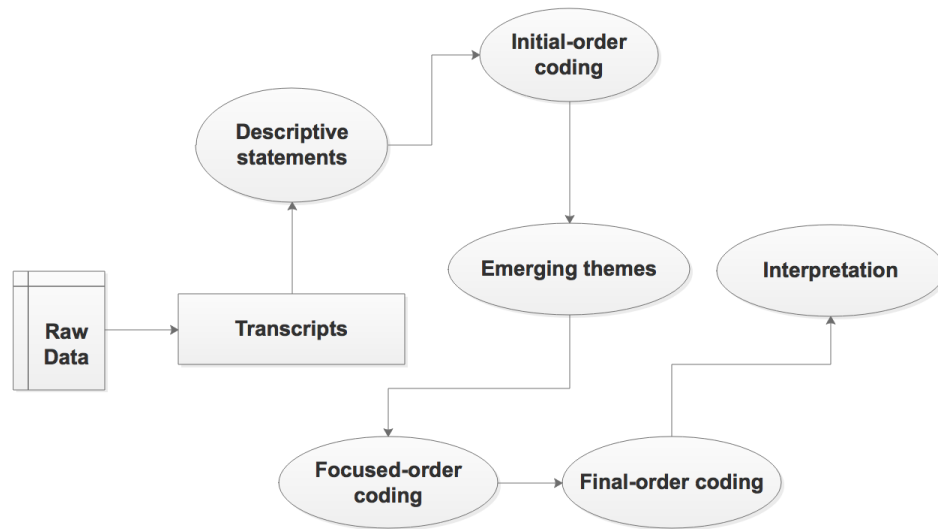 Raw
Data
Transcripts
Descriptive
statements
Initial-order
coding
Emerging themes
Focused-order
coding
Final-order coding
Interpretation